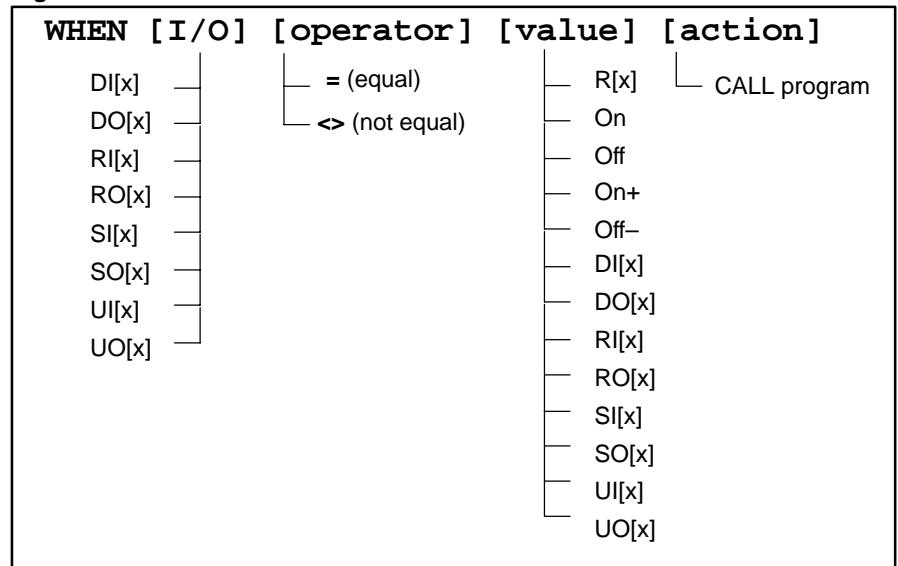 WHEN [I/O] [operator] [value] [action]
DI[x]
DO[x]
RI[x]
RO[x]
SI[x]
SO[x]
UI[x]
UO[x]
= (equal)
<> (not equal)
R[x]
On
Off
On+
Off–
DI[x]
DO[x]
RI[x]
RO[x]
SI[x]
SO[x]
UI[x]
UO[x]
CALL program